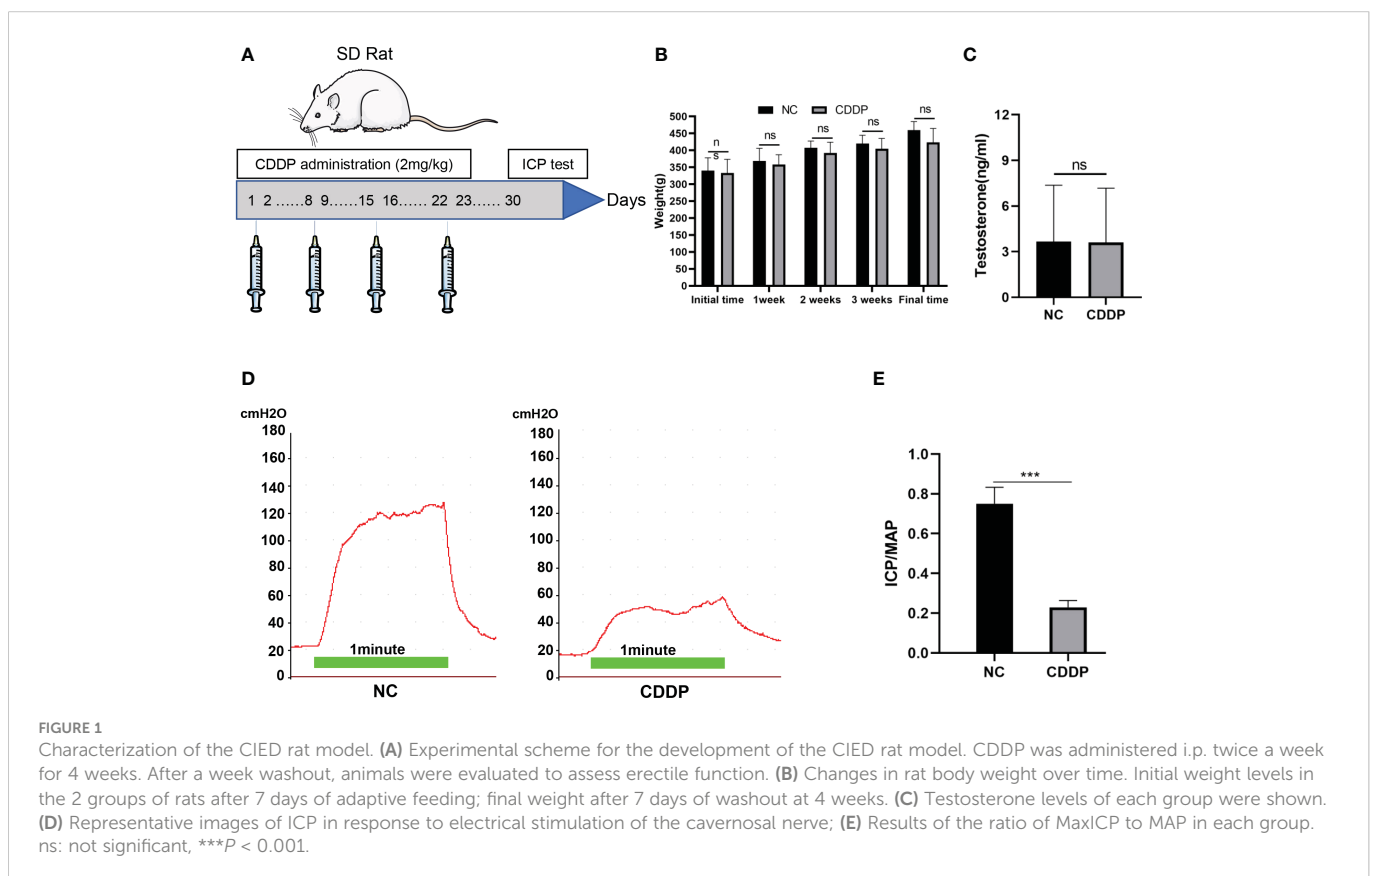 A
SD Rat
CDDP administration (2mg/kg)
ICP test
1 2 ......8 9......15 16...... 22 23...... 30
Days
B
NC CDDP
Weight(g)
500
450
400
350
300
250
200
150
100
50
0
n
s
ns
ns
ns
ns
Initial time 1week 2 weeks 3 weeks Final time
C
Testosterone(ng/ml)
12
9
6
3
0
ns
NC CDDP
D
cmH2O
180
160
140
120
100
80
60
40
20
0
1minute
NC
cmH2O
180
160
140
120
100
80
60
40
20
0
1minute
CDDP
E
ICP/MAP
1.0
0.8
0.6
0.4
0.2
0.0
***
NC CDDP
FIGURE 1
Characterization of the CIED rat model. (A) Experimental scheme for the development of the CIED rat model. CDDP was administered i.p. twice a week
for 4 weeks. After a week washout, animals were evaluated to assess erectile function. (B) Changes in rat body weight over time. Initial weight levels in
the 2 groups of rats after 7 days of adaptive feeding; final weight after 7 days of washout at 4 weeks. (C) Testosterone levels of each group were shown.
(D) Representative images of ICP in response to electrical stimulation of the cavernosal nerve; (E) Results of the ratio of MaxICP to MAP in each group.
ns: not significant, ***P < 0.001.